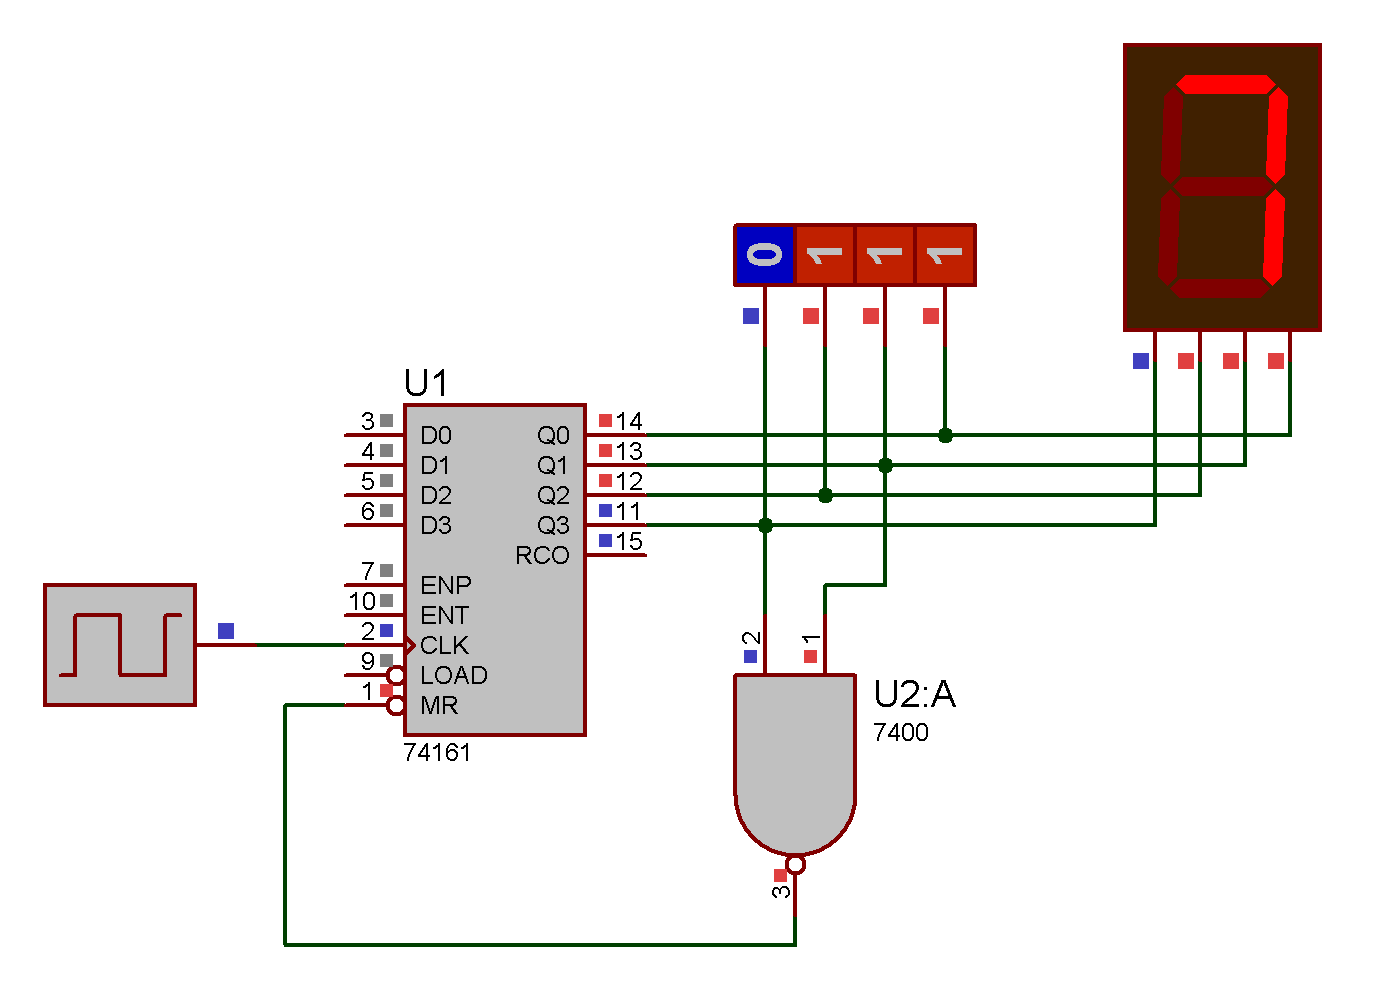 7
0 1 1 1
U1
3 D0 Q0 14
4 D1 Q1 13
5 D2 Q2 12
6 D3 Q3 11
RCO 15
7 ENP
10 ENT
2 CLK
9 LOAD
1 MR
74161
2 1
U2:A
7400
3